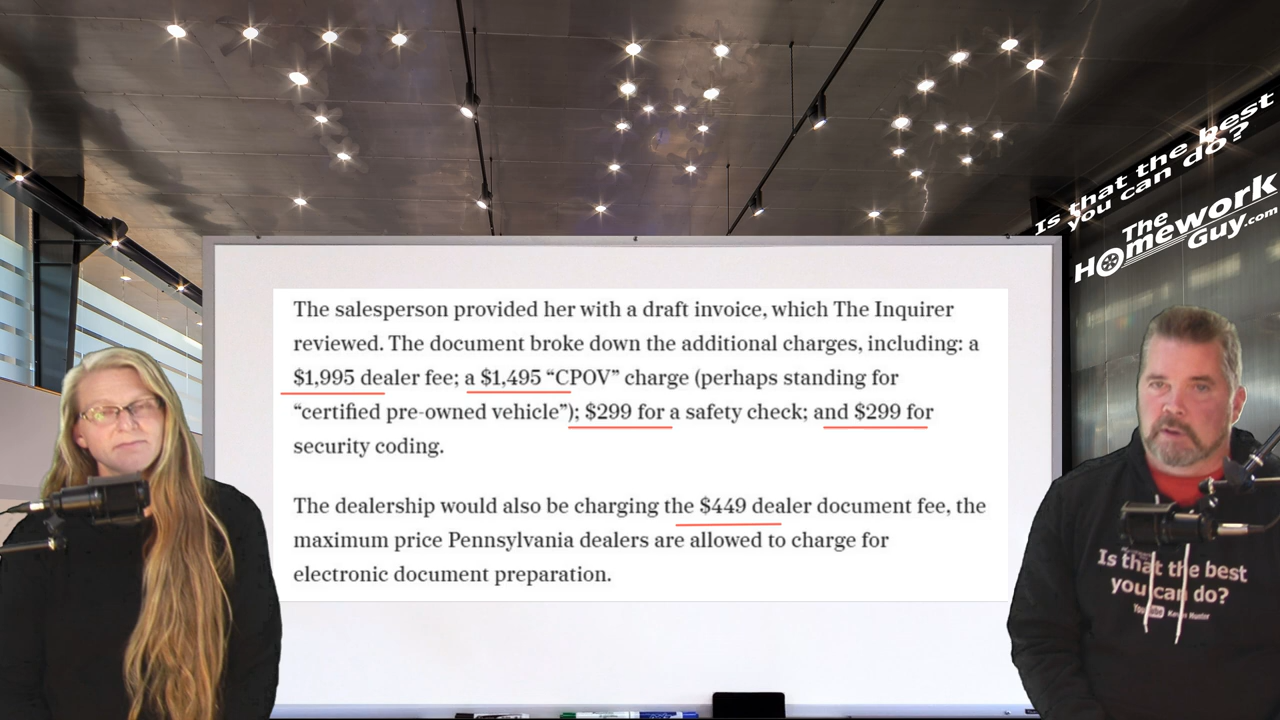 Is that the best
you can do?
The
Homework
Guy.com
The salesperson provided her with a draft invoice, which The Inquirer
reviewed. The document broke down the additional charges, including: a
$1,995 dealer fee; a $1,495 “CPOV” charge (perhaps standing for
“certified pre-owned vehicle”); $299 for a safety check; and $299 for
security coding.
The dealership would also be charging the $449 dealer document fee, the
maximum price Pennsylvania dealers are allowed to charge for
electronic document preparation.
Is that the best
you can do?
YouTube